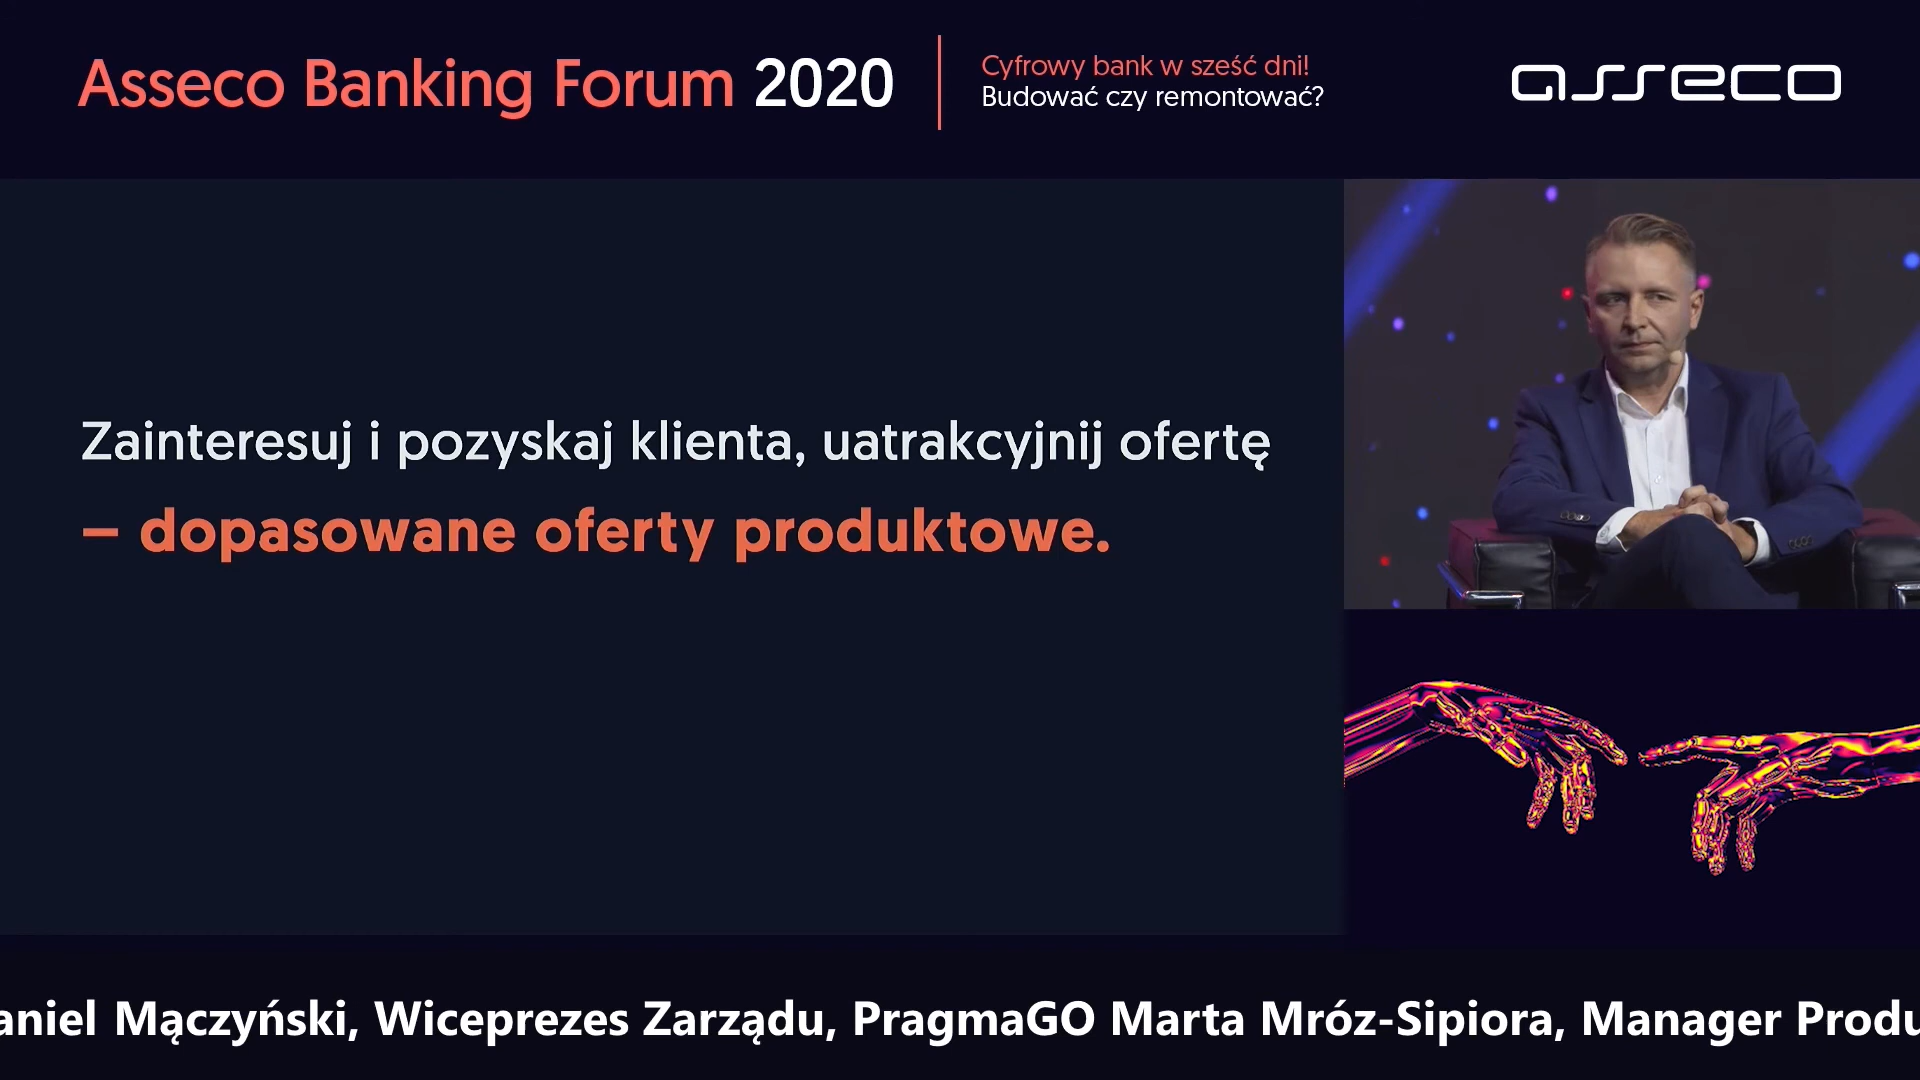 Asseco Banking Forum 2020
Cyfrowy bank w sześć dni!
Budować czy remontować?
asseco
Zainteresuj i pozyskaj klienta, uatrakcyjnij ofertę
– dopasowane oferty produktowe.
aniel Mączyński, Wiceprezes Zarządu, PragmaGO Marta Mróz-Sipiora, Manager Produ